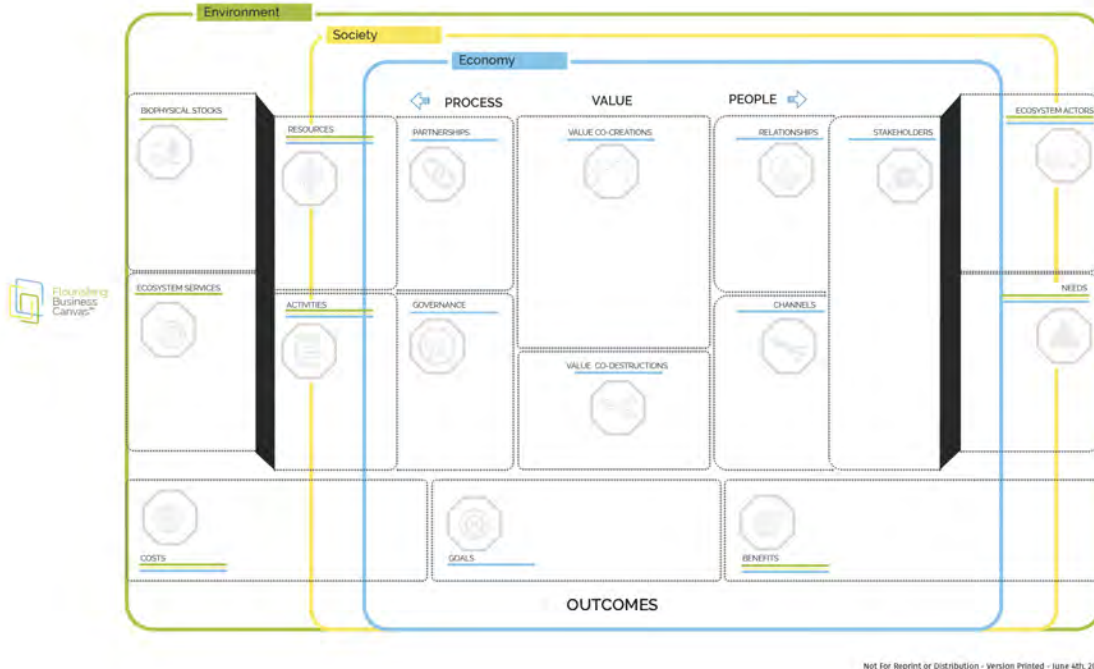 Environment
Society
Economy
PROCESS
VALUE
PEOPLE
BIOPHYSICAL STOCKS
RESOURCES
PARTNERSHIPS
VALUE CO-CREATIONS
RELATIONSHIPS
STAKEHOLDERS
ECOSYSTEM ACTORS
Flourishing
Business
Canvas™
ECOSYSTEM SERVICES
ACTIVITIES
GOVERNANCE
CHANNELS
NEEDS
VALUE CO-DESTRUCTIONS
COSTS
GOALS
BENEFITS
OUTCOMES
Not For Reprint or Distribution - Version Printed - June 4th, 20